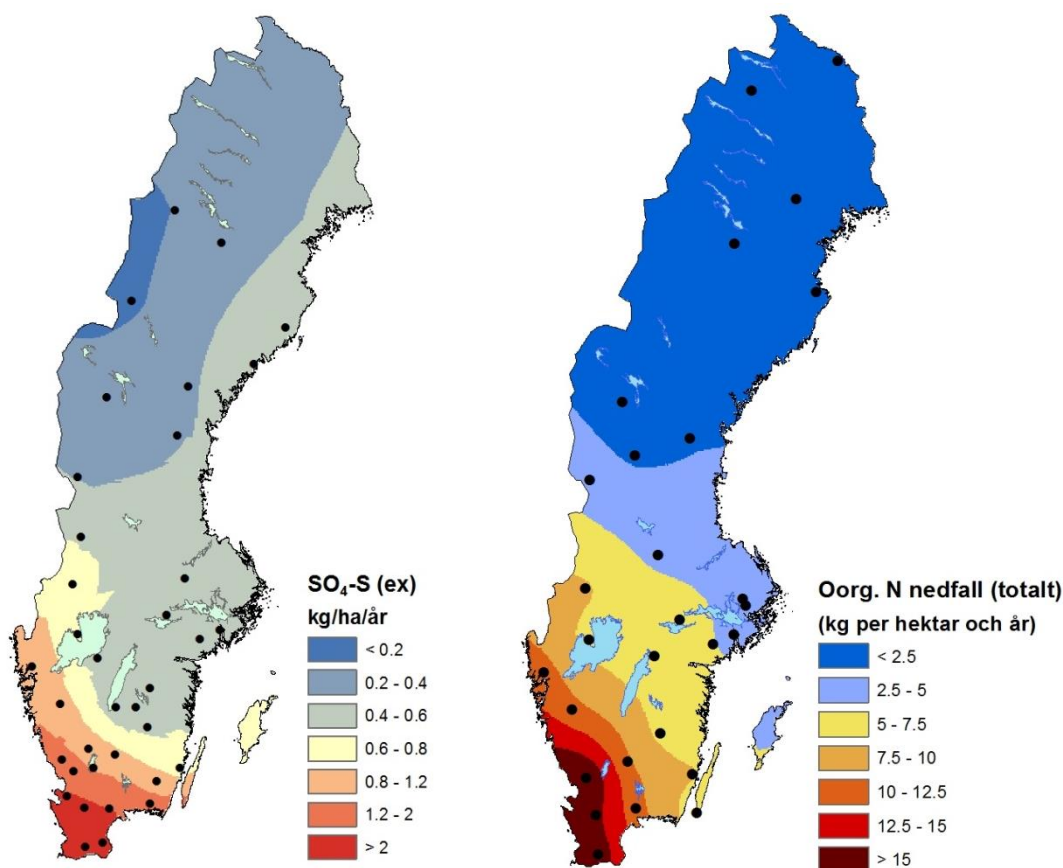 SO₄-S (ex)
kg/ha/år
< 0.2
0.2 - 0.4
0.4 - 0.6
0.6 - 0.8
0.8 - 1.2
1.2 - 2
> 2
Oorg. N nedfall (totalt)
(kg per hektar och år)
< 2.5
2.5 - 5
5 - 7.5
7.5 - 10
10 - 12.5
12.5 - 15
> 15